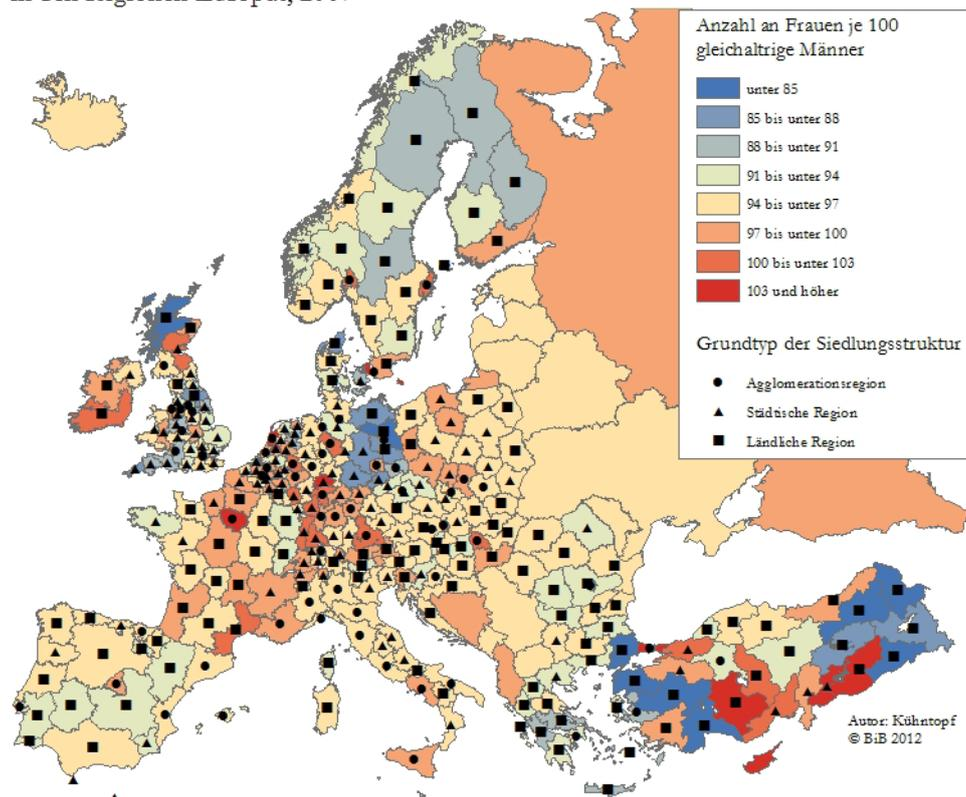 Anzahl an Frauen je 100
gleichaltrige Männer
unter 85
85 bis unter 88
88 bis unter 91
91 bis unter 94
94 bis unter 97
97 bis unter 100
100 bis unter 103
103 und höher
Grundtyp der Siedlungsstruktur
Agglomerationsregion
Städtische Region
Ländliche Region
Autor: Kühntopf
© BiB 2012